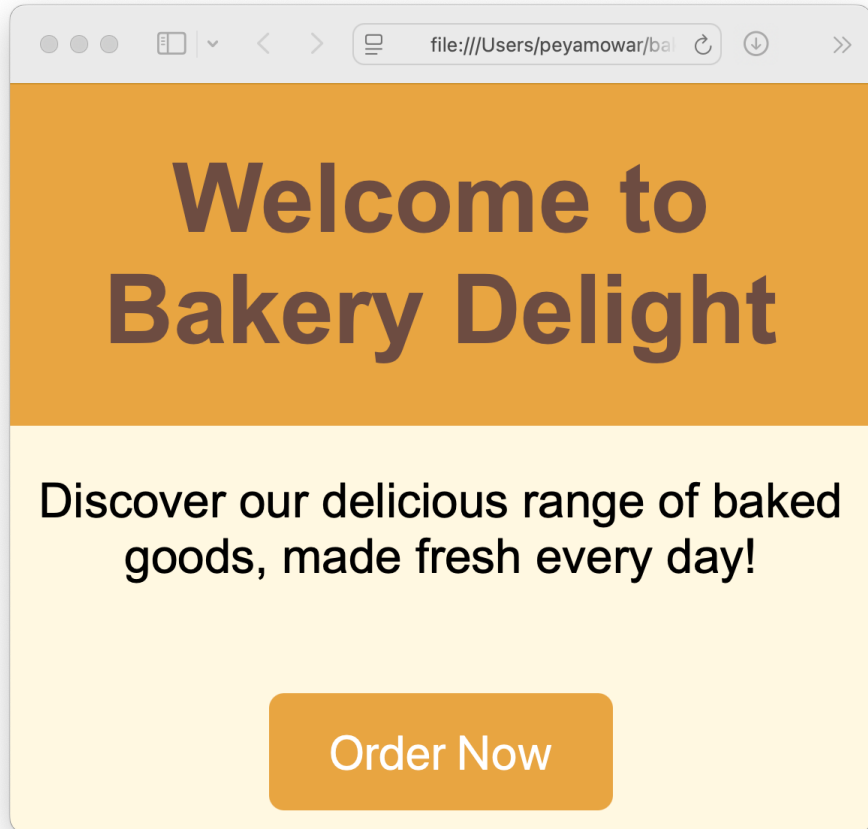 file:///Users/peyamowar/ba
Welcome to
Bakery Delight
Discover our delicious range of baked
goods, made fresh every day!
Order Now